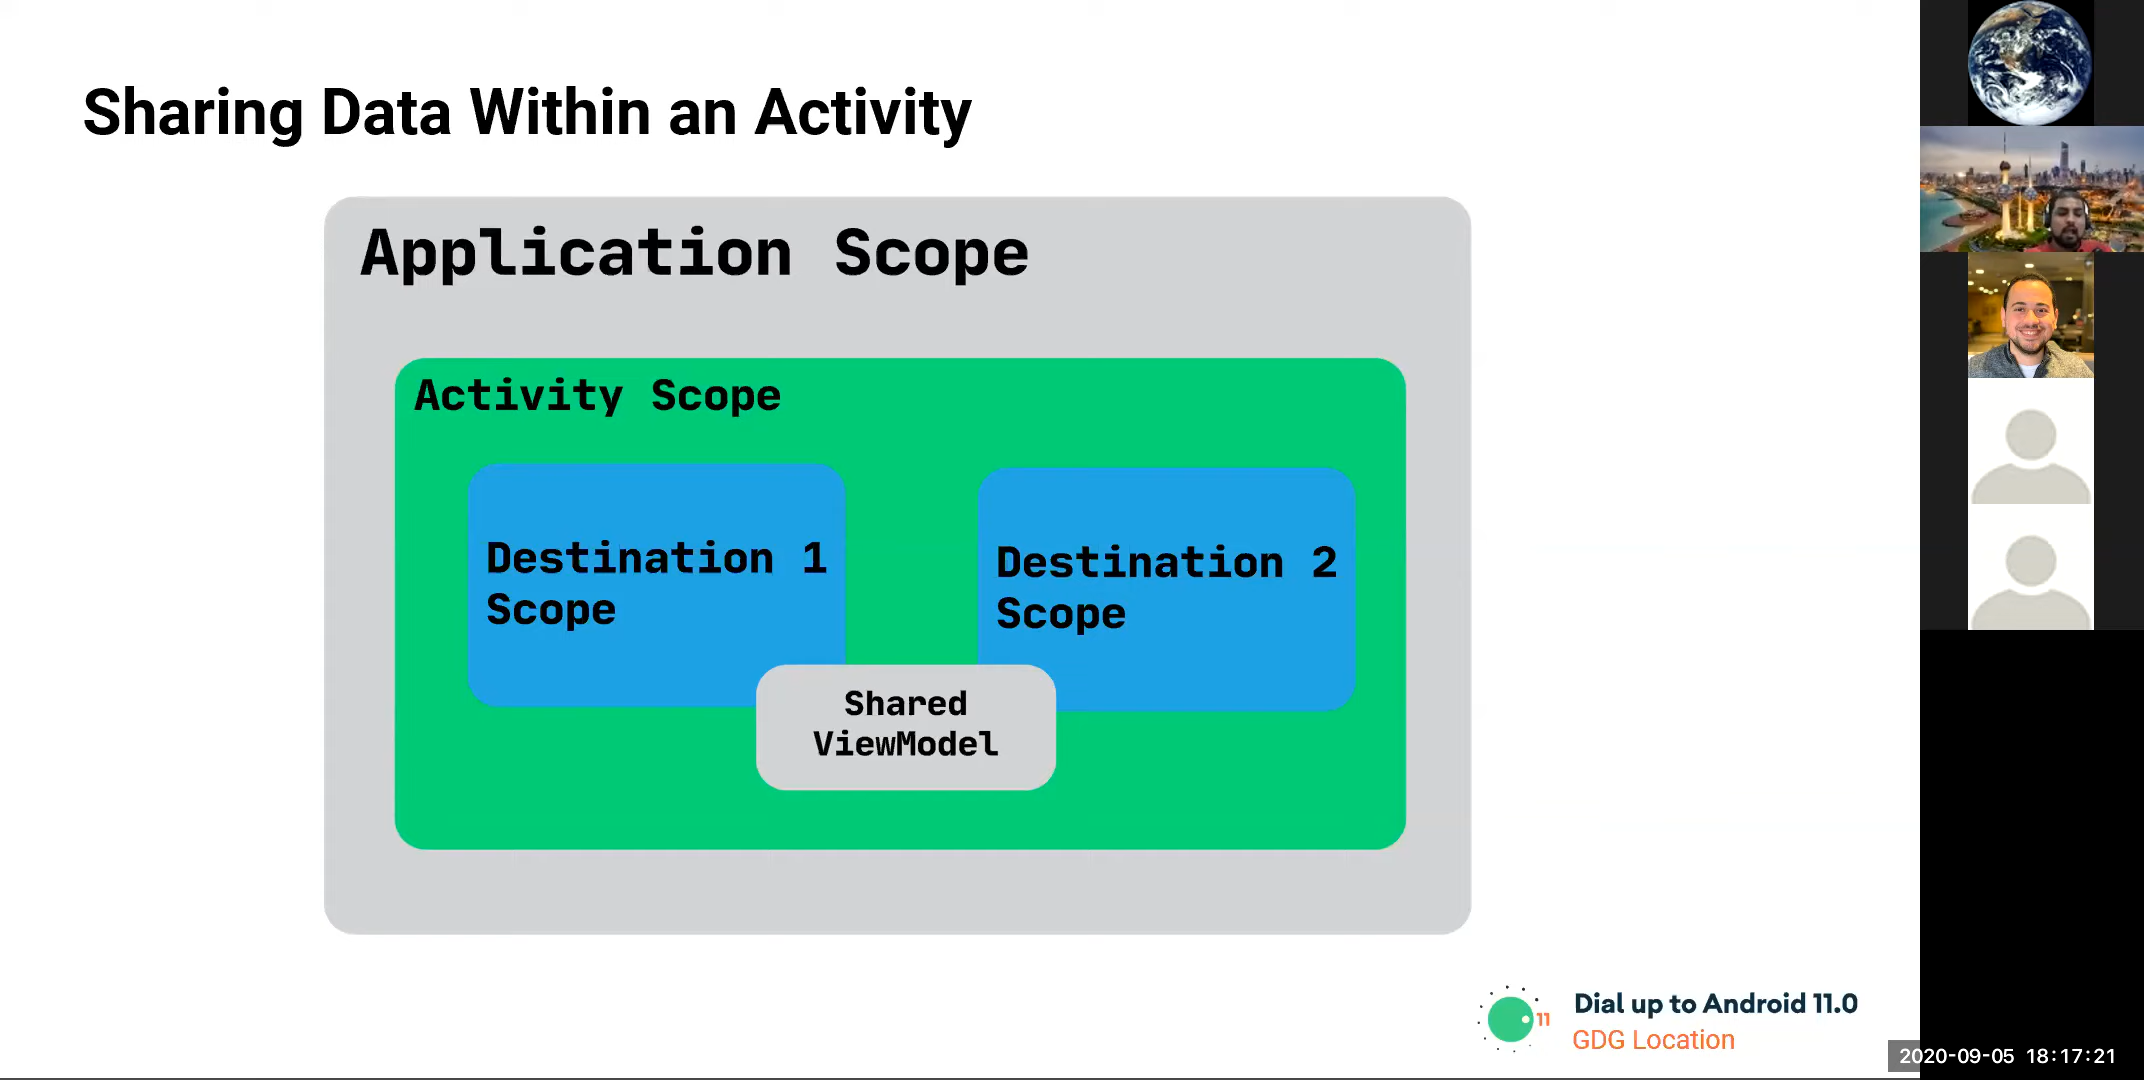 Sharing Data Within an Activity
Application Scope
Activity Scope
Destination 1
Scope
Destination 2
Scope
Shared
ViewModel
11
Dial up to Android 11.0
GDG Location
2020-09-05 18:17:21